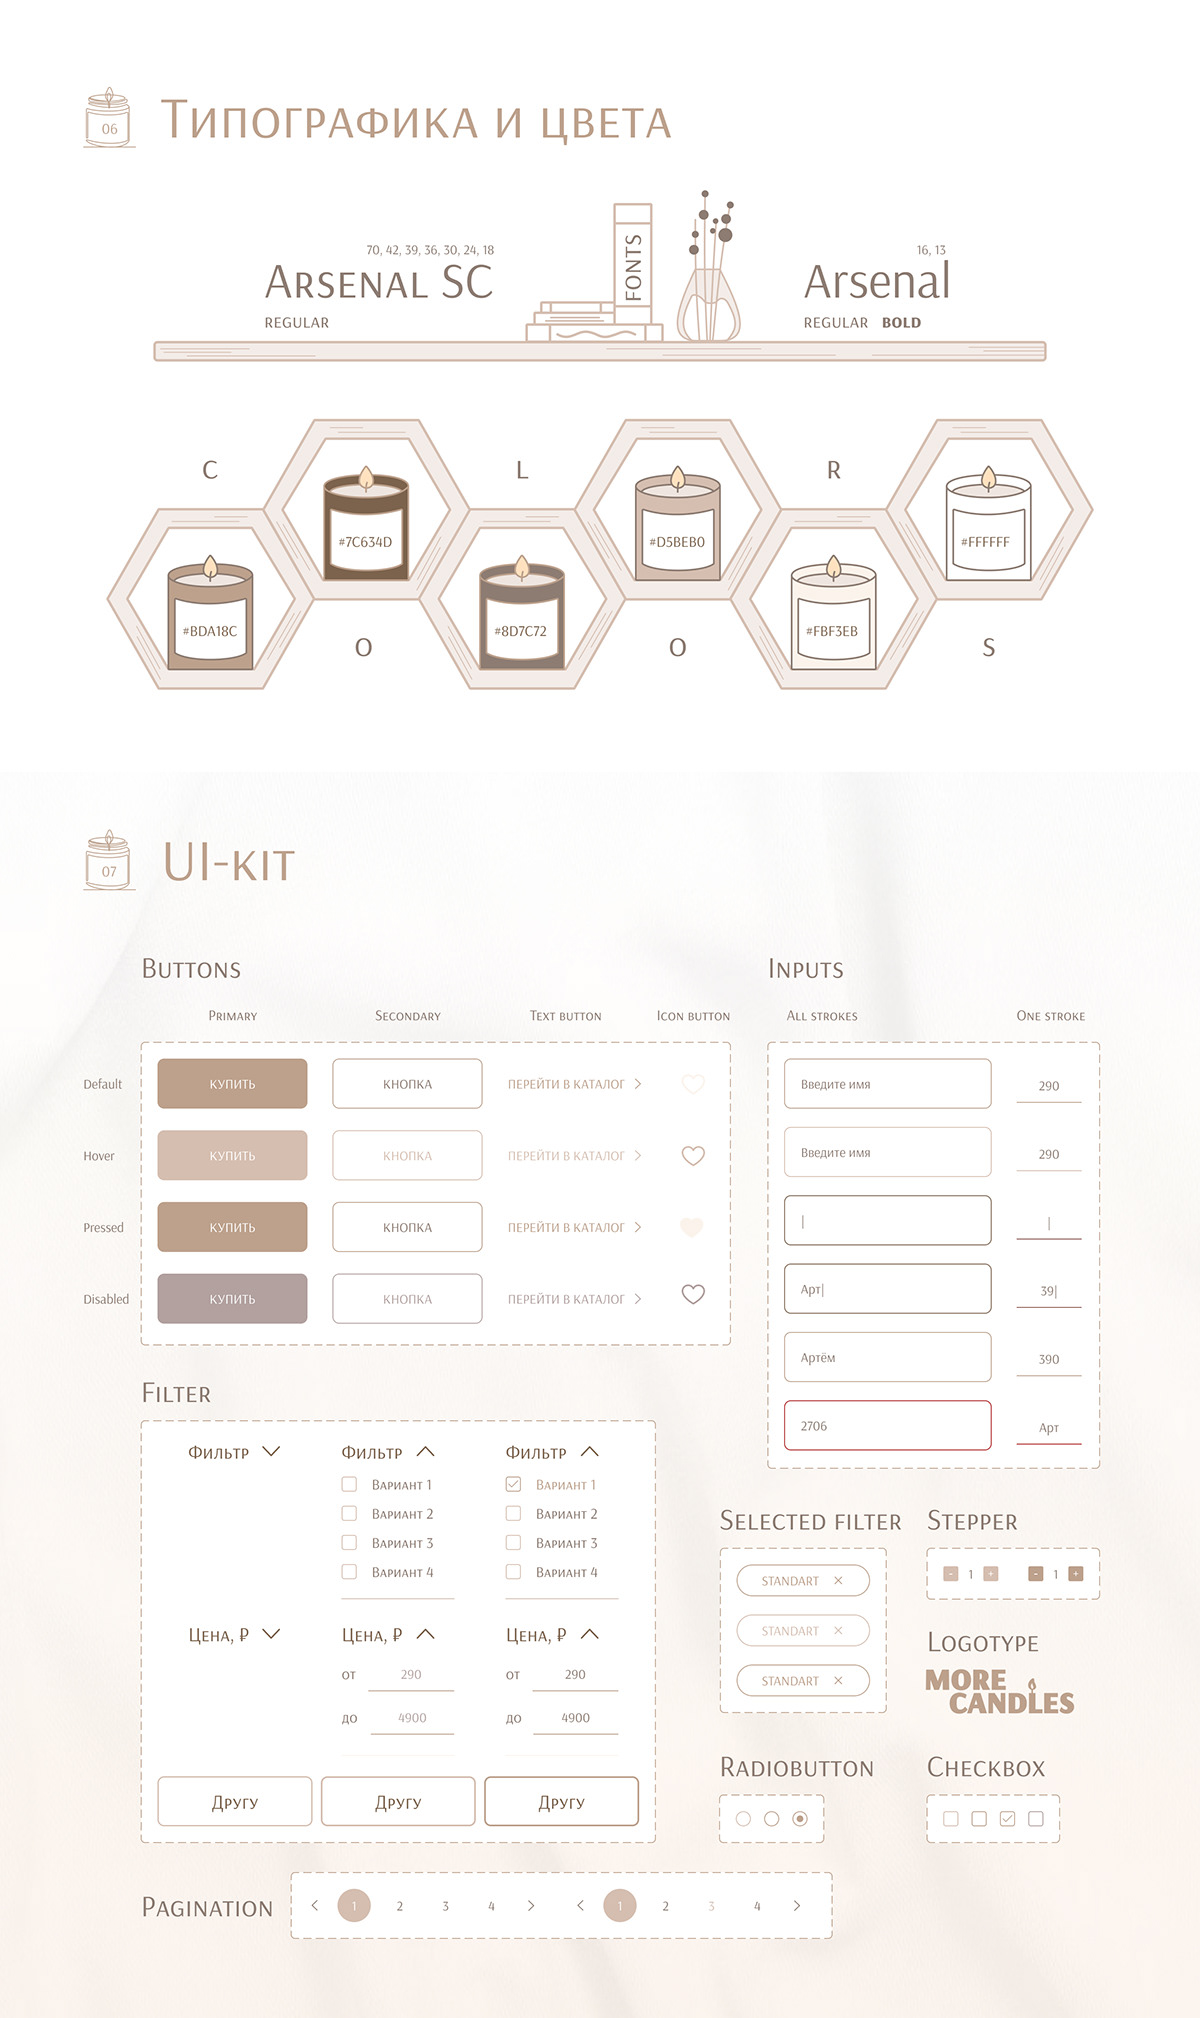 06
Типографика и цвета
70, 42, 39, 36, 30, 24, 18
Arsenal SC
REGULAR
FONTS
16, 13
Arsenal
REGULAR BOLD
C L R
#7C634D #D5BEB0 #FFFFFF
#BDA18C #8D7C72 #FBF3EB
O O S
07
UI-kit
Buttons
Primary Secondary Text button Icon button
Default КУПИТЬ КНОПКА ПЕРЕЙТИ В КАТАЛОГ >
Hover КУПИТЬ КНОПКА ПЕРЕЙТИ В КАТАЛОГ >
Pressed КУПИТЬ КНОПКА ПЕРЕЙТИ В КАТАЛОГ >
Disabled КУПИТЬ КНОПКА ПЕРЕЙТИ В КАТАЛОГ >
Inputs
All strokes One stroke
Введите имя 290
Введите имя 290
| |
Арт| 39|
Артём 390
2706 Арт
Filter
Фильтр Фильтр Фильтр
Вариант 1 Вариант 1
Вариант 2 Вариант 2
Вариант 3 Вариант 3
Вариант 4 Вариант 4
Цена, ₽ Цена, ₽ Цена, ₽
от 290 от 290
до 4900 до 4900
Другу Другу Другу
Selected filter
STANDART ×
STANDART ×
STANDART ×
Stepper
- 1 + - 1 +
Logotype
MORE
CANDLES
Radiobutton
Checkbox
Pagination
< 1 2 3 4 > < 1 2 3 4 >